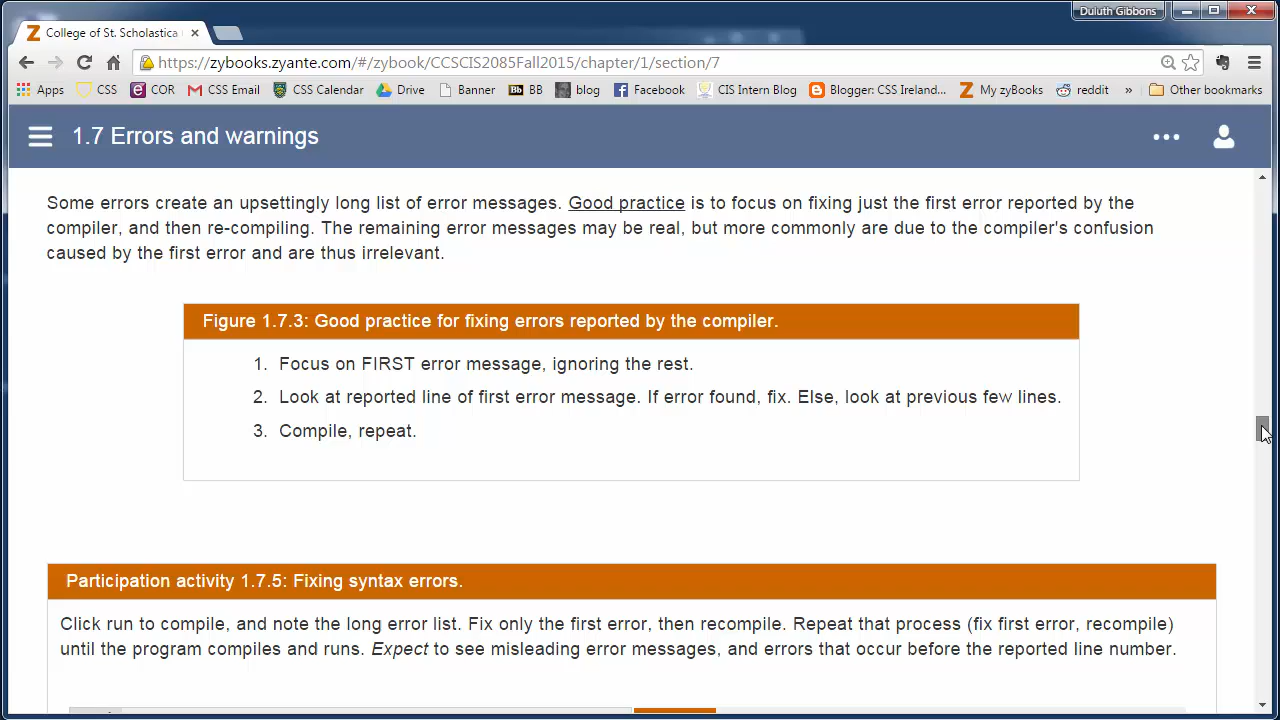 Duluth Gibbons
College of St. Scholastica
https://zybooks.zyante.com/#/zybook/CCSCIS2085Fall2015/chapter/1/section/7
Apps CSS COR CSS Email CSS Calendar Drive Banner BB blog Facebook CIS Intern Blog Blogger: CSS Ireland... My zyBooks reddit » Other bookmarks
1.7 Errors and warnings
Some errors create an upsettingly long list of error messages. Good practice is to focus on fixing just the first error reported by the
compiler, and then re-compiling. The remaining error messages may be real, but more commonly are due to the compiler's confusion
caused by the first error and are thus irrelevant.
Figure 1.7.3: Good practice for fixing errors reported by the compiler.
1. Focus on FIRST error message, ignoring the rest.
2. Look at reported line of first error message. If error found, fix. Else, look at previous few lines.
3. Compile, repeat.
Participation activity 1.7.5: Fixing syntax errors.
Click run to compile, and note the long error list. Fix only the first error, then recompile. Repeat that process (fix first error, recompile)
until the program compiles and runs. Expect to see misleading error messages, and errors that occur before the reported line number.